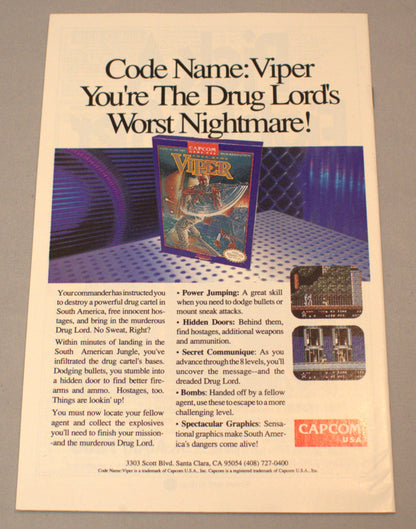 Code Name: Viper
You're The Drug Lord's
Worst Nightmare!
CAPCOM
CODE NAME
VIPER
Your commander has instructed you
to destroy a powerful drug cartel in
South America, free innocent hos-
tages, and bring in the murderous
Drug Lord. No Sweat, Right?
Within minutes of landing in the
South American Jungle, you've
infiltrated the drug cartel's bases.
Dodging bullets, you stumble into
a hidden door to find better fire-
arms and ammo. Hostages, too.
Things are lookin' up!
You must now locate your fellow
agent and collect the explosives
you'll need to finish your mission-
-and the murderous Drug Lord.
• Power Jumping: A great skill
when you need to dodge bullets or
mount sneak attacks.
• Hidden Doors: Behind them,
find hostages, additional weapons
and ammunition.
• Secret Communique: As you
advance through the 8 levels, you'll
uncover the message--and the
dreaded Drug Lord.
• Bombs: Handed off by a fellow
agent, use these to escape to a more
challenging level.
• Spectacular Graphics: Sensa-
tional graphics make South Amer-
ica's dangers come alive!
CAPCOM
USA
3303 Scott Blvd. Santa Clara, CA 95054 (408) 727-0400
Code Name: Viper is a trademark of Capcom U.S.A., Inc. Capcom is a registered trademark of Capcom U.S.A., Inc.